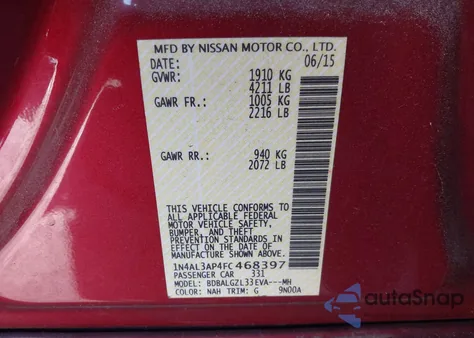 MFD BY NISSAN MOTOR CO., LTD.
DATE: 06/15
GVWR: 1910 KG
4211 LB
GAWR FR.: 1005 KG
2216 LB
GAWR RR.: 940 KG
2072 LB
THIS VEHICLE CONFORMS TO
ALL APPLICABLE FEDERAL
MOTOR VEHICLE SAFETY,
BUMPER, AND THEFT
PREVENTION STANDARDS IN
EFFECT ON THE DATE OF
MANUFACTURE SHOWN ABOVE.
1N4AL3AP4FC468397
PASSENGER CAR 331
MODEL: BDBALGZL33EVA---MH
COLOR: NAH TRIM: G 9N00A
autoSnap